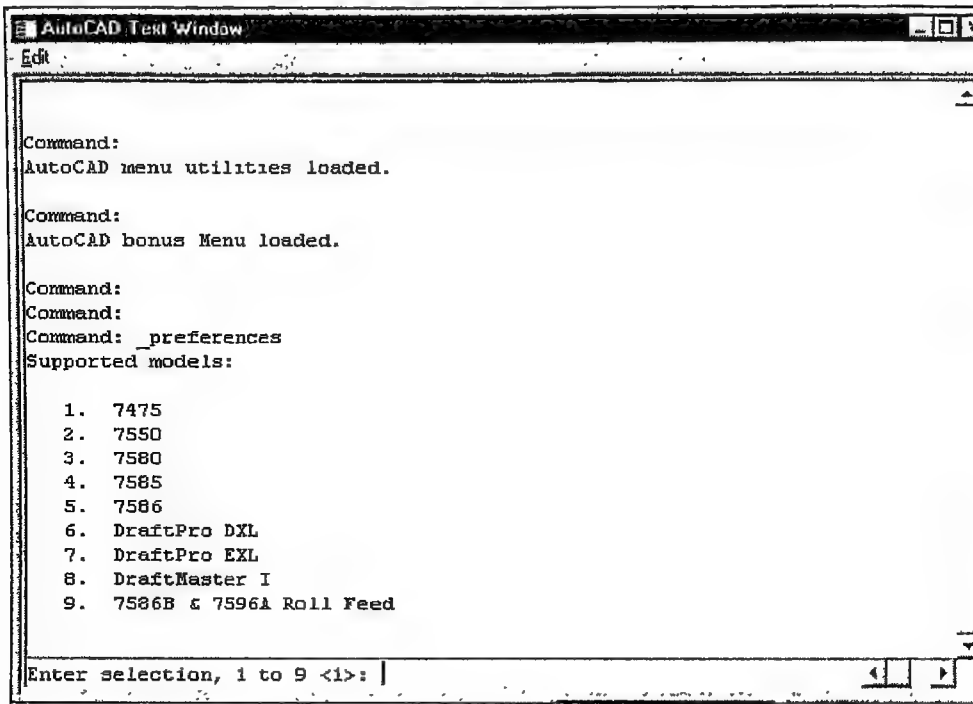 AutoCAD Text Window
Edit
Command:
AutoCAD menu utilities loaded.
Command:
AutoCAD bonus Menu loaded.
Command:
Command:
Command: _preferences
Supported models:
1. 7475
2. 7550
3. 7580
4. 7585
5. 7586
6. DraftPro DXL
7. DraftPro EXL
8. DraftMaster I
9. 7586B & 7596A Roll Feed
Enter selection, 1 to 9 <1>: